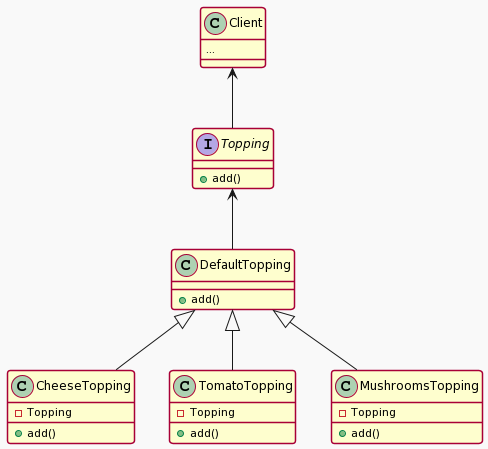 C Client
...
I Topping
add()
C DefaultTopping
add()
C CheeseTopping
Topping
add()
C TomatoTopping
Topping
add()
C MushroomsTopping
Topping
add()